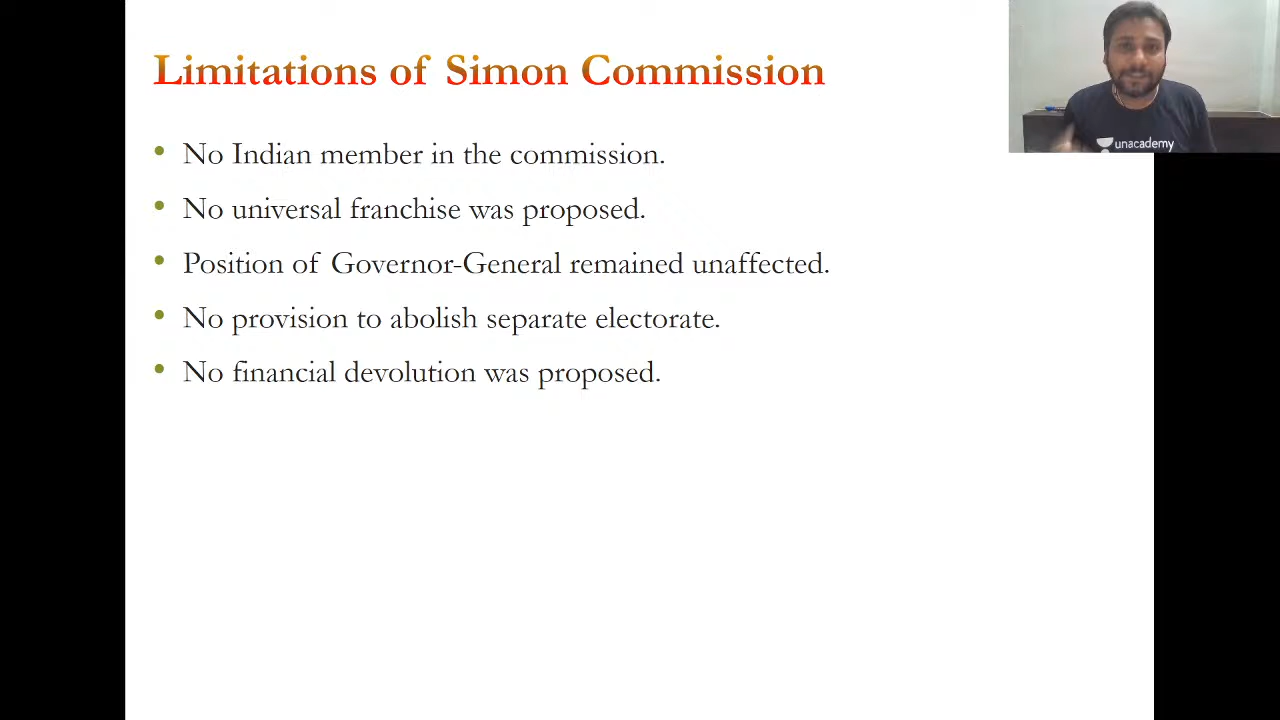 Limitations of Simon Commission
unacademy
• No Indian member in the commission.
• No universal franchise was proposed.
• Position of Governor-General remained unaffected.
• No provision to abolish separate electorate.
• No financial devolution was proposed.